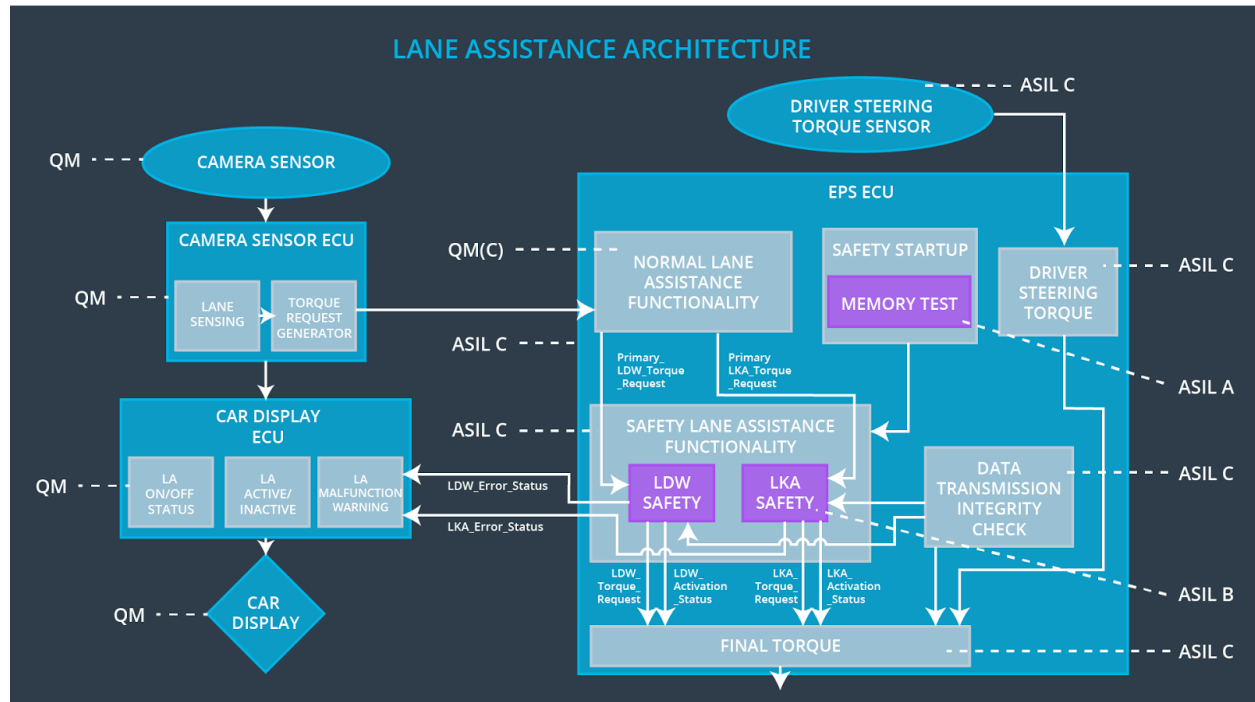 LANE ASSISTANCE ARCHITECTURE
ASIL C
DRIVER STEERING
TORQUE SENSOR
QM
CAMERA SENSOR
EPS ECU
CAMERA SENSOR ECU
LANE
SENSING
TORQUE
REQUEST
GENERATOR
QM
QM(C)
NORMAL LANE
ASSISTANCE
FUNCTIONALITY
SAFETY STARTUP
MEMORY TEST
DRIVER
STEERING
TORQUE
ASIL C
ASIL C
Primary_
LDW_Torque
_Request
Primary
LKA_Torque
_Request
ASIL A
CAR DISPLAY
ECU
LA
ON/OFF
STATUS
LA
ACTIVE/
INACTIVE
LA
MALFUNCTION
WARNING
QM
ASIL C
SAFETY LANE ASSISTANCE
FUNCTIONALITY
LDW
SAFETY
LKA
SAFETY
DATA
TRANSMISSION
INTEGRITY
CHECK
ASIL C
LDW_Error_Status
LKA_Error_Status
LDW_
Torque_
Request
LDW_
Activation
_Status
LKA_
Torque_
Request
LKA_
Activation
_Status
ASIL B
QM
CAR
DISPLAY
FINAL TORQUE
ASIL C